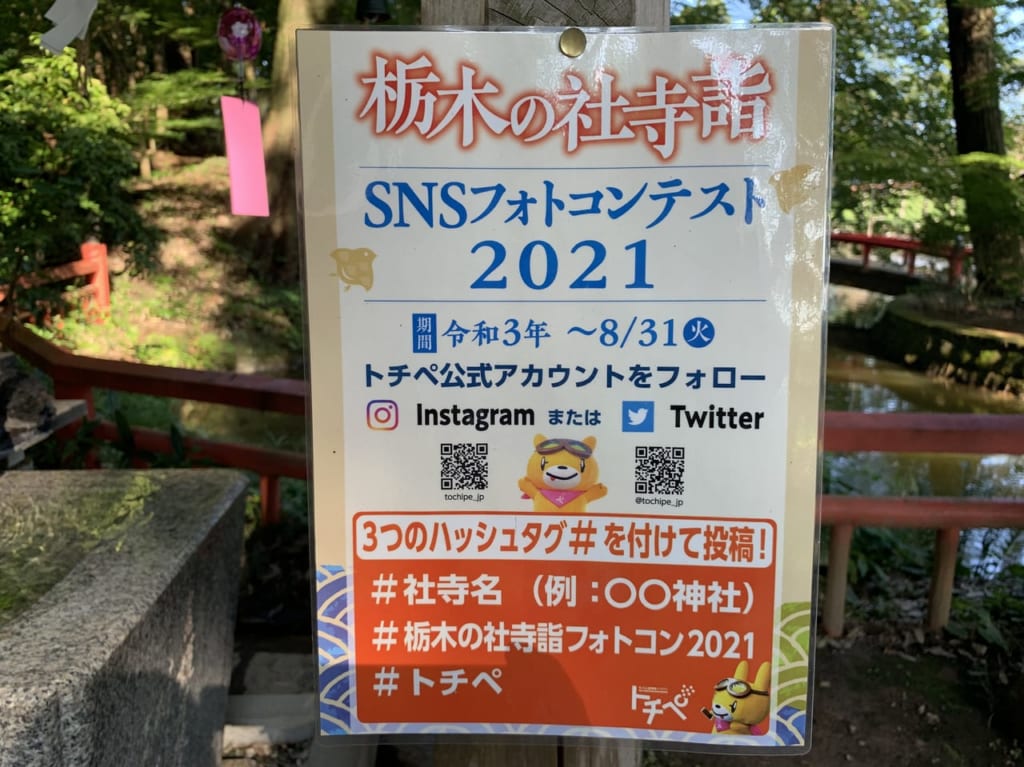 栃木の社寺詣
SNSフォトコンテスト
2021
期間 令和3年 ～8/31火
トチペ公式アカウントをフォロー
Instagram または Twitter
tochipe_jp @tochipe_jp
3つのハッシュタグ#を付けて投稿!
#社寺名 (例:〇〇神社)
#栃木の社寺詣フォトコン2021
#トチペ
トチペ